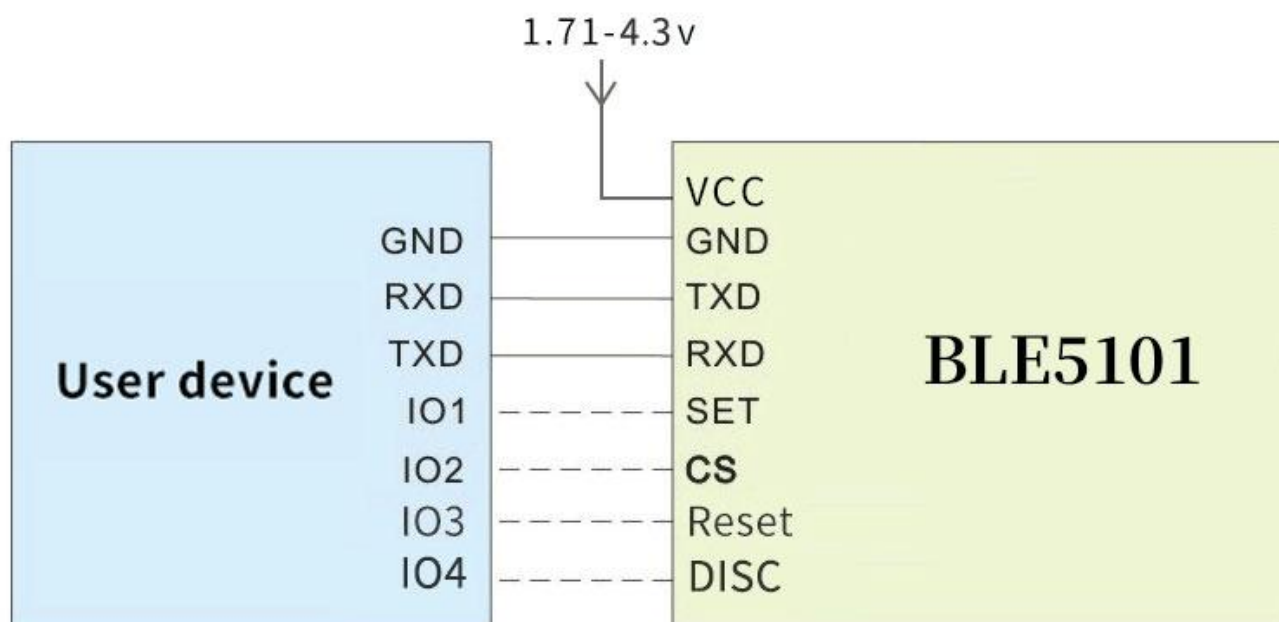 1.71-4.3v
VCC
GND GND
RXD TXD
TXD RXD
User device
BLE5101
IO1 SET
IO2 CS
IO3 Reset
IO4 DISC